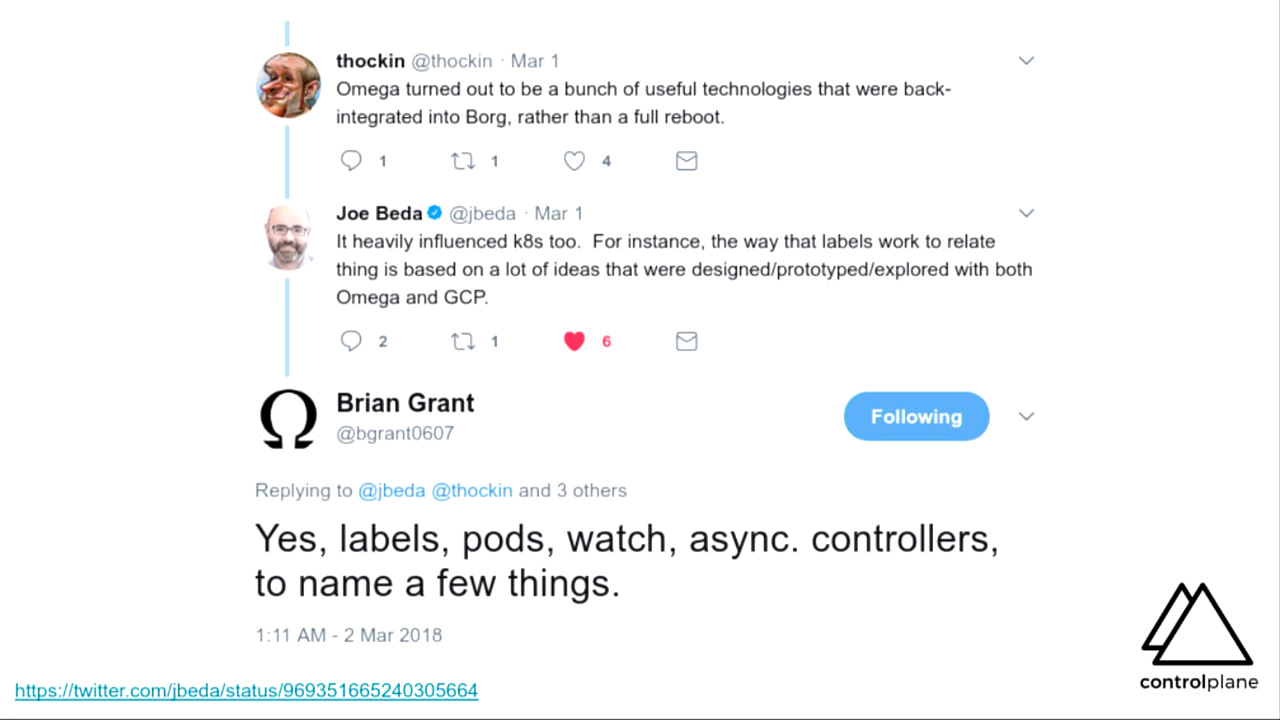 thockin @thockin · Mar 1
Omega turned out to be a bunch of useful technologies that were back-
integrated into Borg, rather than a full reboot.
1 1 4
Joe Beda @jbeda · Mar 1
It heavily influenced k8s too. For instance, the way that labels work to relate
thing is based on a lot of ideas that were designed/prototyped/explored with both
Omega and GCP.
2 1 6
Brian Grant
@bgrant0607
Following
Replying to @jbeda @thockin and 3 others
Yes, labels, pods, watch, async. controllers,
to name a few things.
1:11 AM - 2 Mar 2018
https://twitter.com/jbeda/status/969351665240305664
controlplane